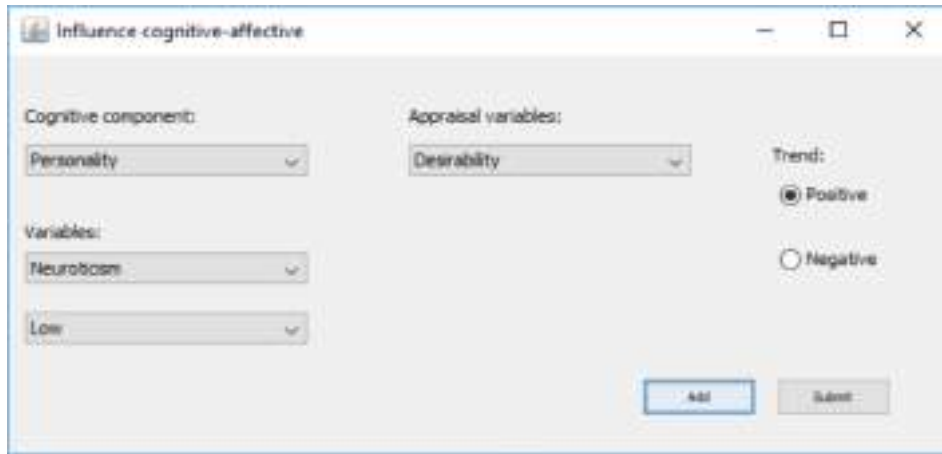 Influence cognitive-affective
Cognitive component:
Appraisal variables:
Personality
Desirability
Trend:
Positive
Variables:
Neuroticism
Negative
Low
Add
Submit